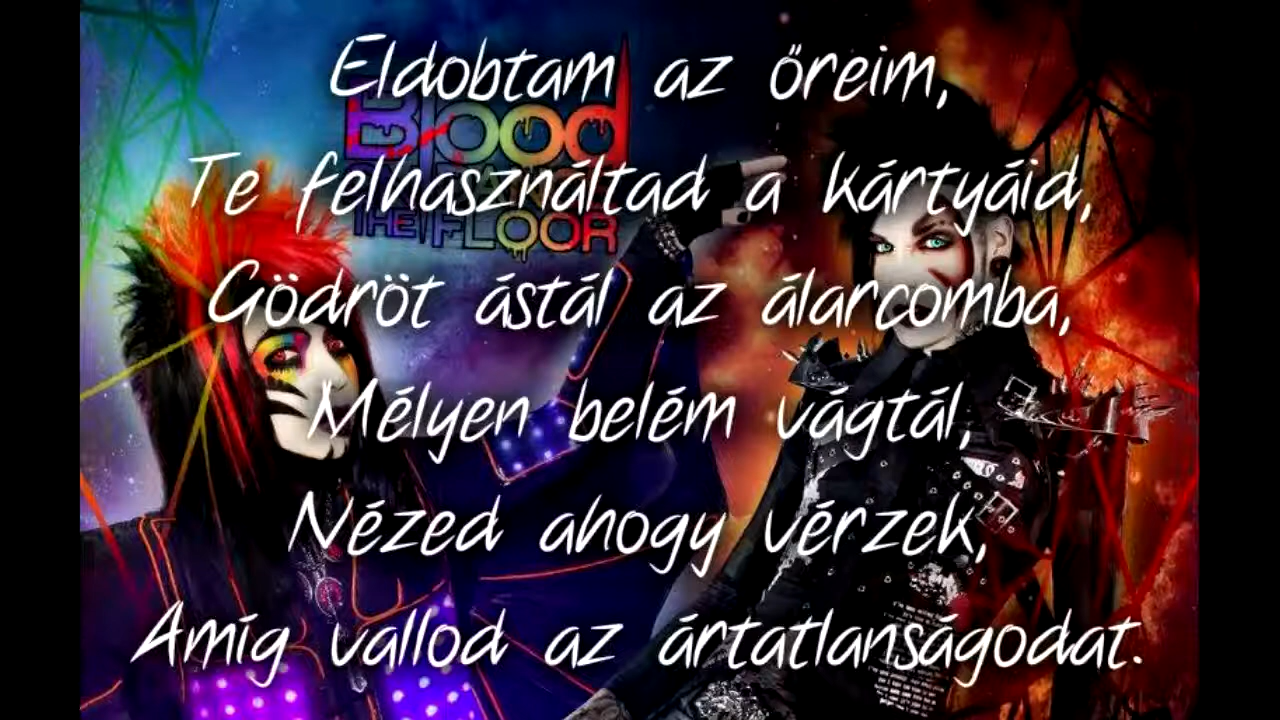 Eldobtam az őreim,
Blood
Te felhasználtad a kártyáid,
THE FLOOR
Gödröt ástál az álarcomba,
Mélyen belém vágtál,
Nézed ahogy vérzek,
Amíg vallod az ártatlanságodat.